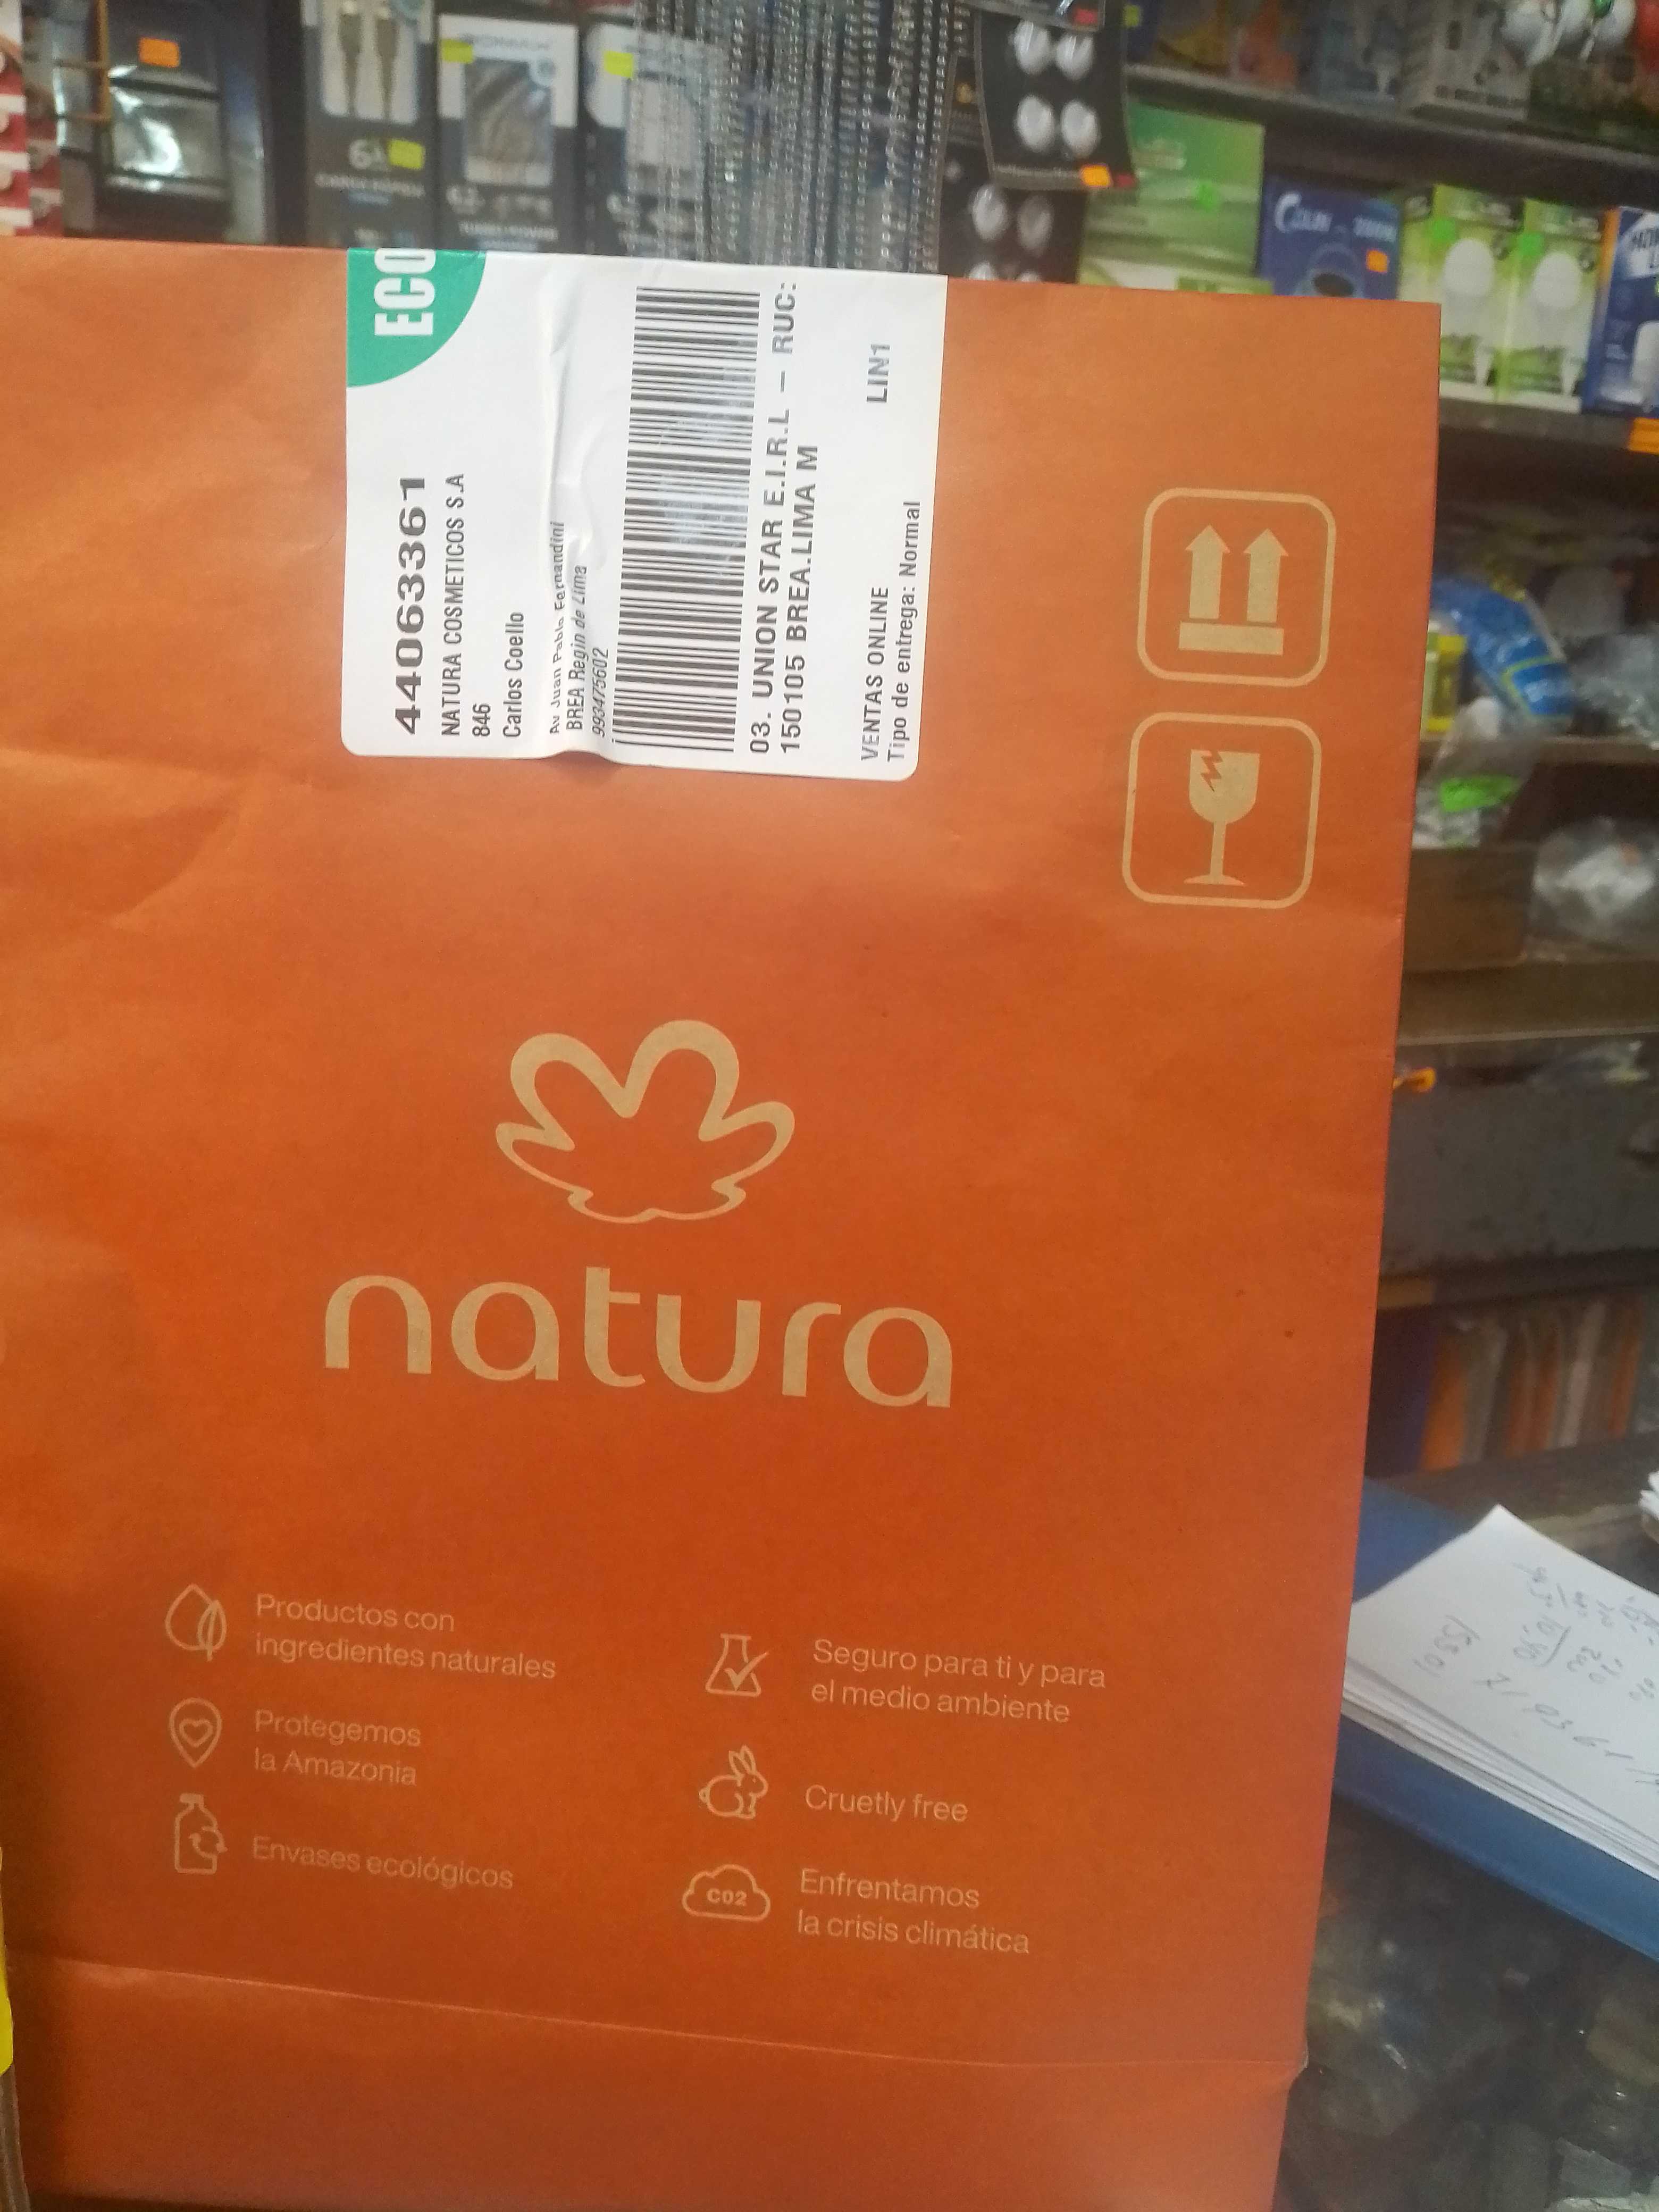 ECO
44063361
NATURA COSMETICOS S.A
846
Carlos Coello
Av Juan Pablo Fernandini
BREA Regin de Lima
993475602
03. UNION STAR E.I.R.L – RUC:
150105 BREA.LIMA M
LIN1
VENTAS ONLINE
Tipo de entrega: Normal
natura
Productos con
ingredientes naturales
Protegemos
la Amazonia
Envases ecológicos
Seguro para ti y para
el medio ambiente
Cruetly free
CO2
Enfrentamos
la crisis climática